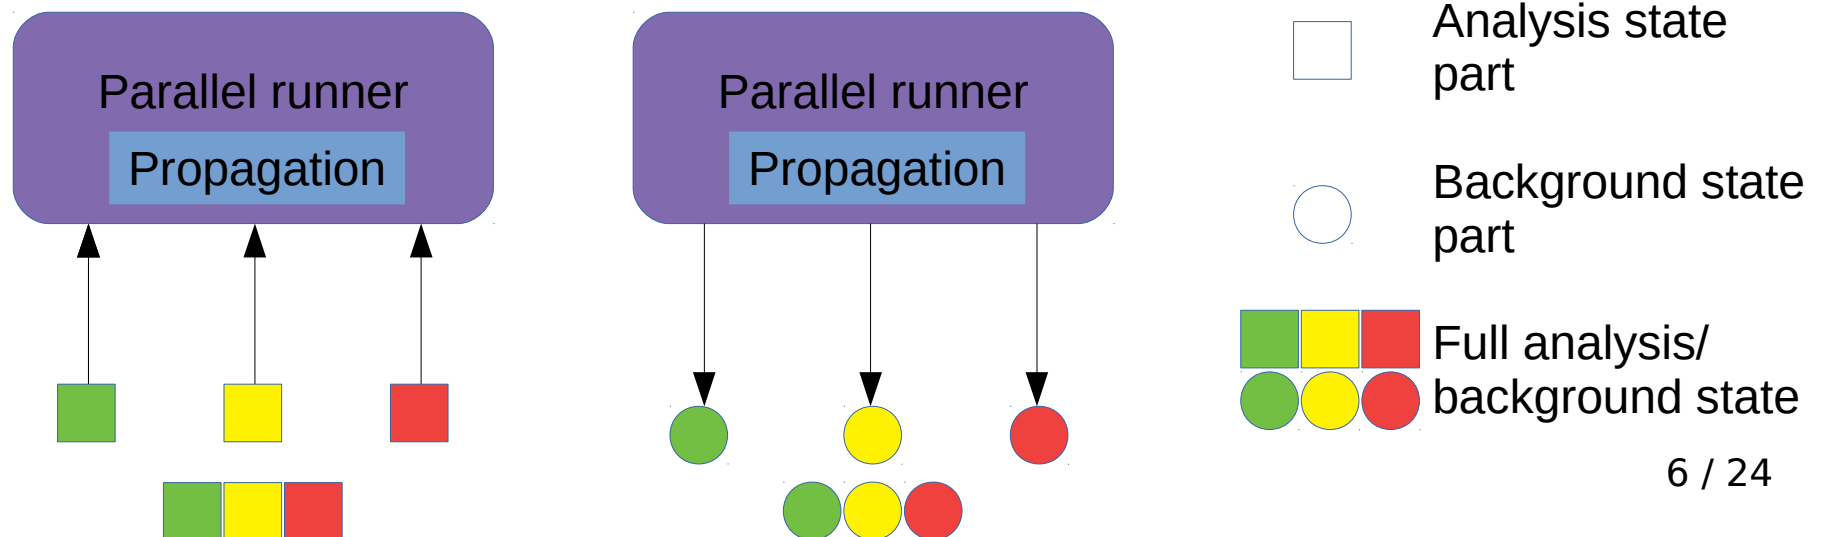 Parallel runner
Propagation
Parallel runner
Propagation
Analysis state
part
Background state
part
Full analysis/
background state
6 / 24